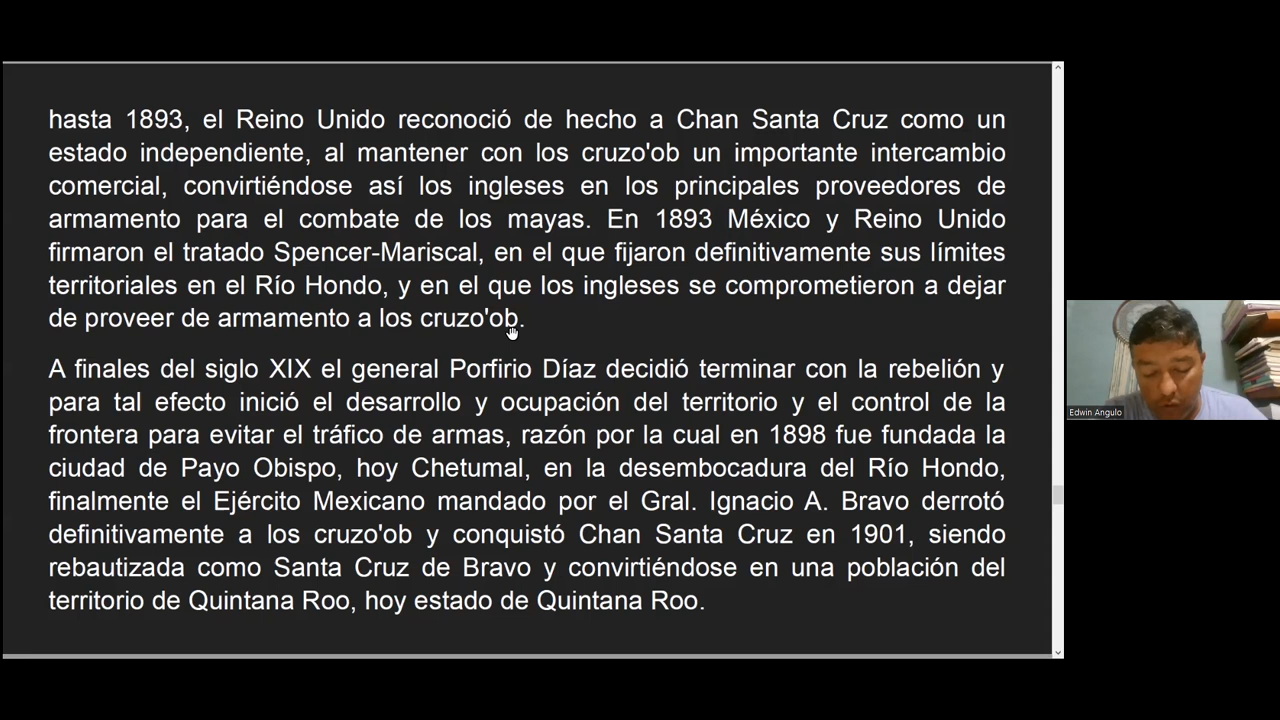 hasta 1893, el Reino Unido reconoció de hecho a Chan Santa Cruz como un
estado independiente, al mantener con los cruzo'ob un importante intercambio
comercial, convirtiéndose así los ingleses en los principales proveedores de
armamento para el combate de los mayas. En 1893 México y Reino Unido
firmaron el tratado Spencer-Mariscal, en el que fijaron definitivamente sus límites
territoriales en el Río Hondo, y en el que los ingleses se comprometieron a dejar
de proveer de armamento a los cruzo'ob.
A finales del siglo XIX el general Porfirio Díaz decidió terminar con la rebelión y
para tal efecto inició el desarrollo y ocupación del territorio y el control de la
frontera para evitar el tráfico de armas, razón por la cual en 1898 fue fundada la
ciudad de Payo Obispo, hoy Chetumal, en la desembocadura del Río Hondo,
finalmente el Ejército Mexicano mandado por el Gral. Ignacio A. Bravo derrotó
definitivamente a los cruzo'ob y conquistó Chan Santa Cruz en 1901, siendo
rebautizada como Santa Cruz de Bravo y convirtiéndose en una población del
territorio de Quintana Roo, hoy estado de Quintana Roo.
Edwin Angulo